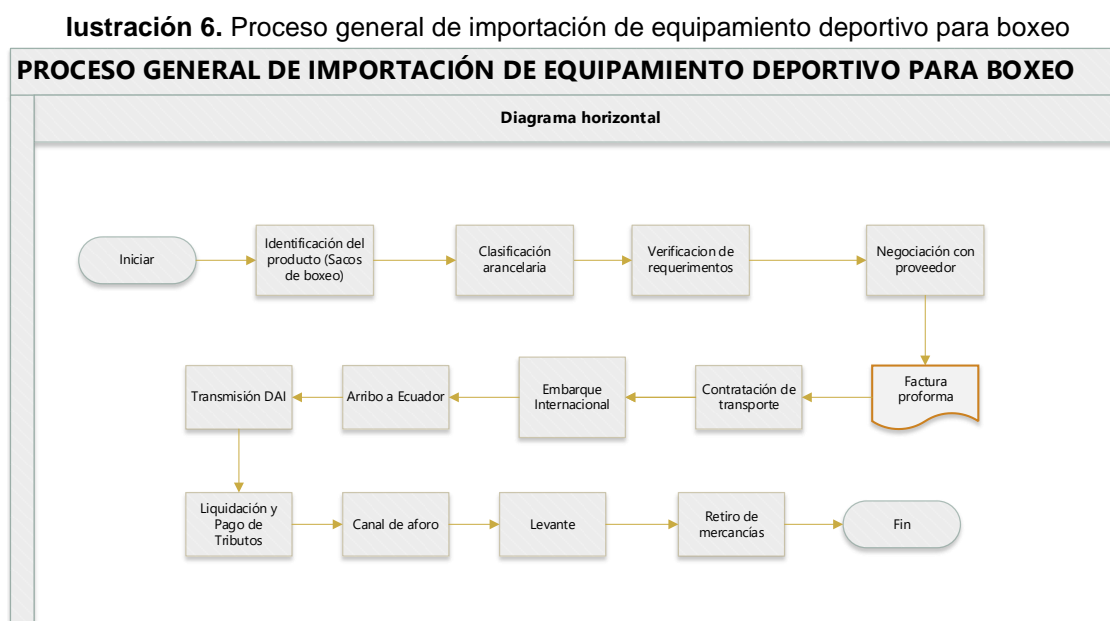 lustración 6. Proceso general de importación de equipamiento deportivo para boxeo
PROCESO GENERAL DE IMPORTACIÓN DE EQUIPAMIENTO DEPORTIVO PARA BOXEO
Diagrama horizontal
Iniciar
Identificación del
producto (Sacos
de boxeo)
Clasificación
arancelaria
Verificacion de
requerimentos
Negociación con
proveedor
Factura
proforma
Contratación de
transporte
Embarque
Internacional
Arribo a Ecuador
Transmisión DAI
Liquidación y
Pago de
Tributos
Canal de aforo
Levante
Retiro de
mercancías
Fin